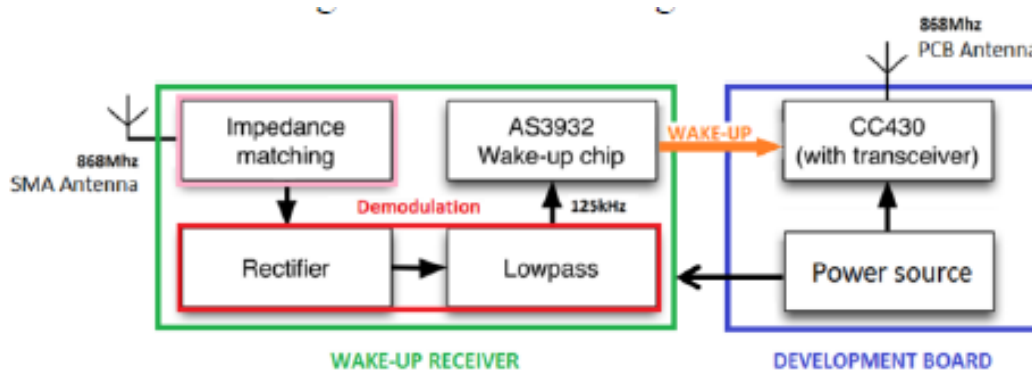 868Mhz
PCB Antenna
868Mhz
SMA Antenna
Impedance
matching
AS3932
Wake-up chip
WAKE-UP
CC430
(with transceiver)
Demodulation
125kHz
Rectifier
Lowpass
Power source
WAKE-UP RECEIVER
DEVELOPMENT BOARD